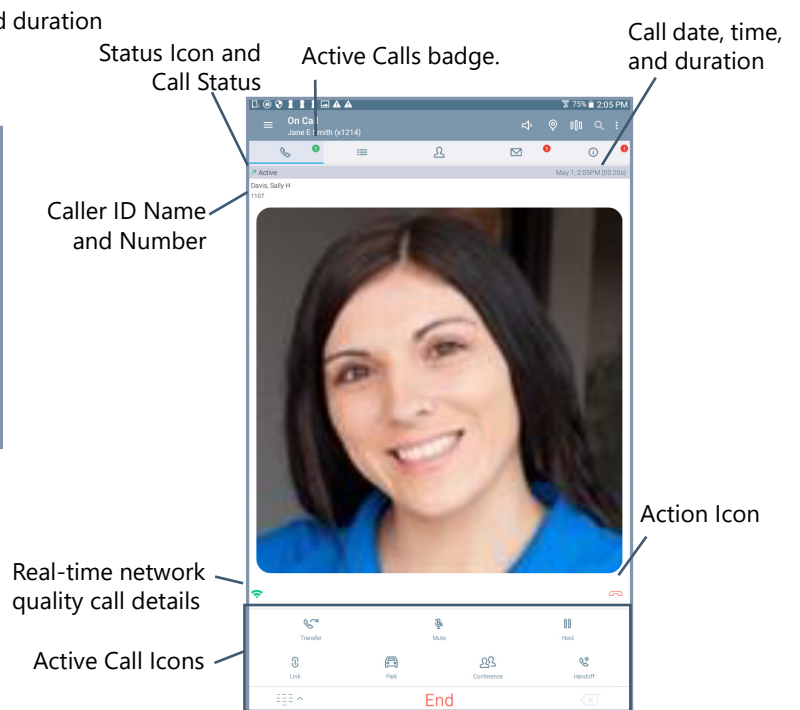 d duration
Status Icon and
Call Status
Active Calls badge.
Call date, time,
and duration
75% 2:05 PM
On Call
Jane E Smith (x1214)
Active
May 1, 2:05PM (00:20s)
Davis, Sally H
1107
Caller ID Name
and Number
Action Icon
Real-time network
quality call details
Transfer Mute Hold
Active Call Icons
Link Park Conference Handoff
End